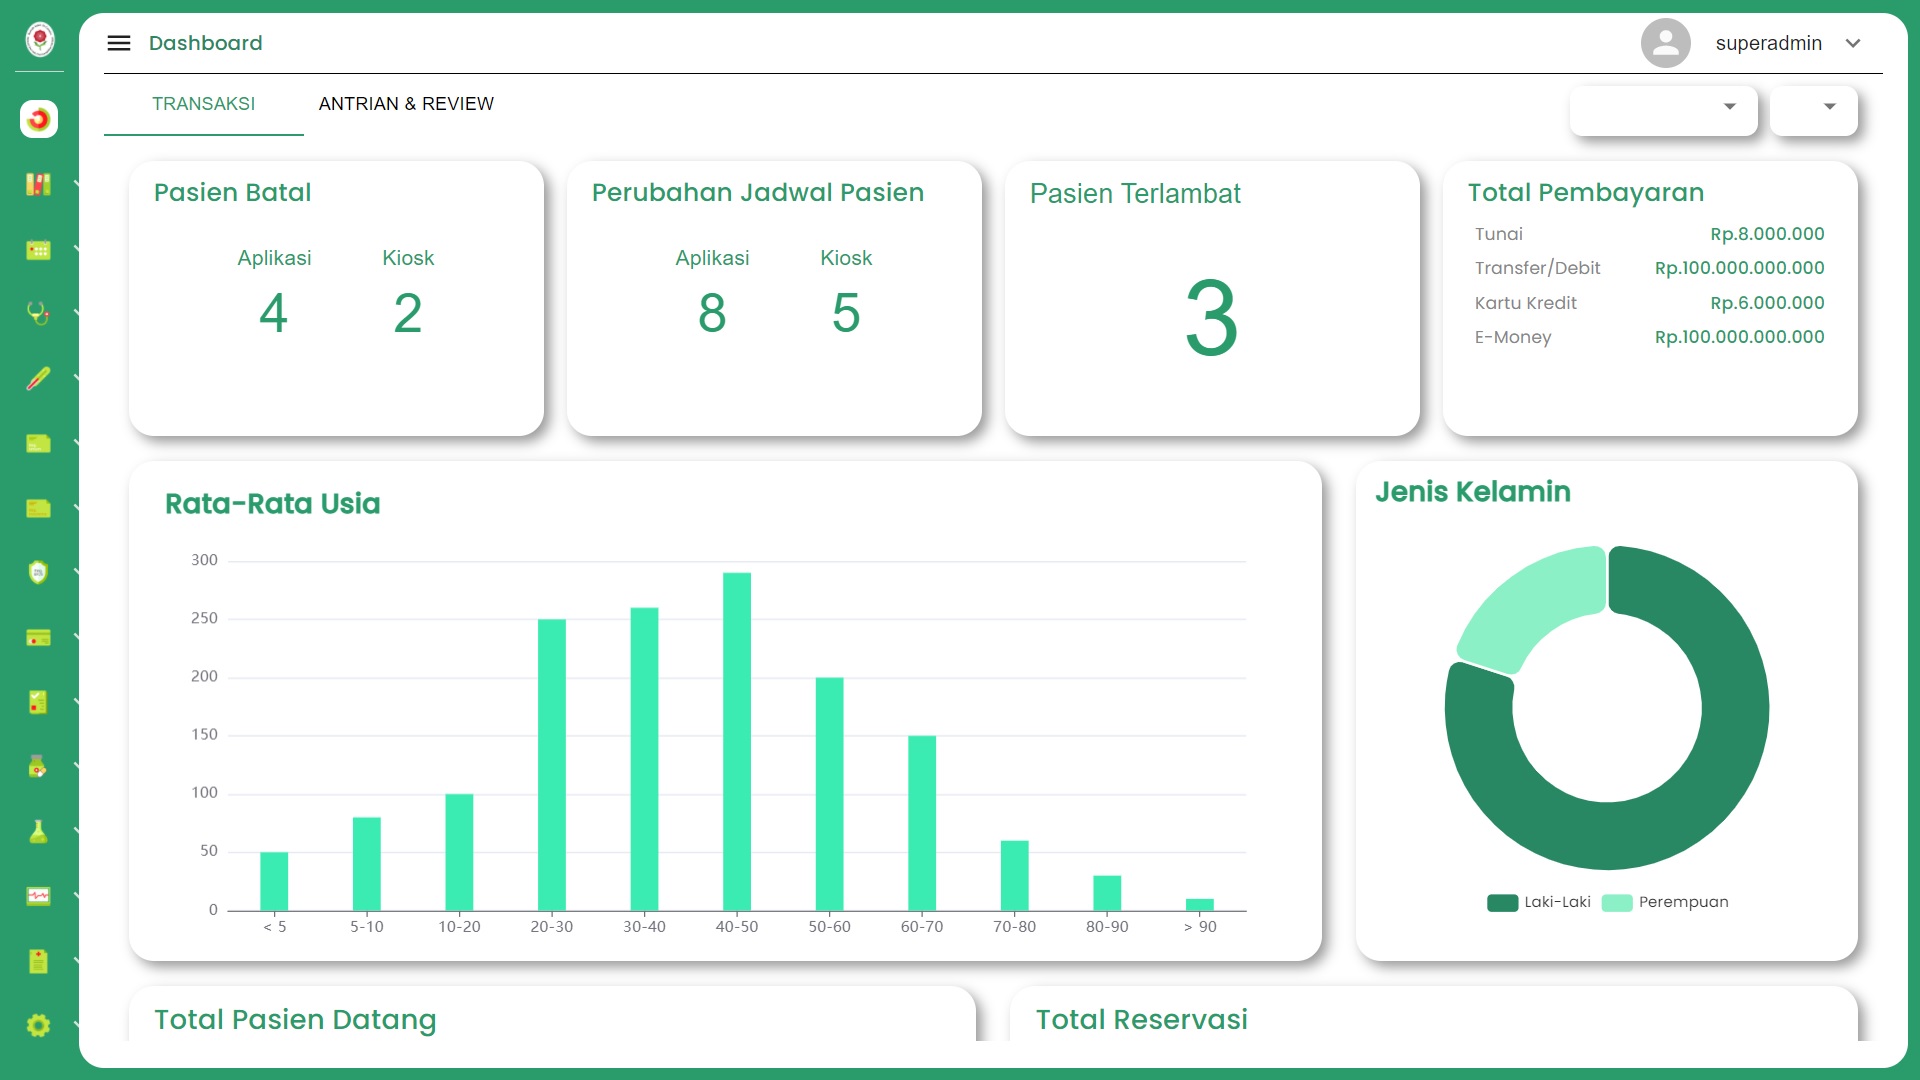 Dashboard
superadmin
TRANSAKSI
ANTRIAN & REVIEW
Pasien Batal
Aplikasi
Kiosk
4
2
Perubahan Jadwal Pasien
Aplikasi
Kiosk
8
5
Pasien Terlambat
3
Total Pembayaran
Tunai Rp.8.000.000
Transfer/Debit Rp.100.000.000.000
Kartu Kredit Rp.6.000.000
E-Money Rp.100.000.000.000
Rata-Rata Usia
300
250
200
150
100
50
0
< 5 5-10 10-20 20-30 30-40 40-50 50-60 60-70 70-80 80-90 > 90
Jenis Kelamin
Laki-Laki Perempuan
Total Pasien Datang
Total Reservasi